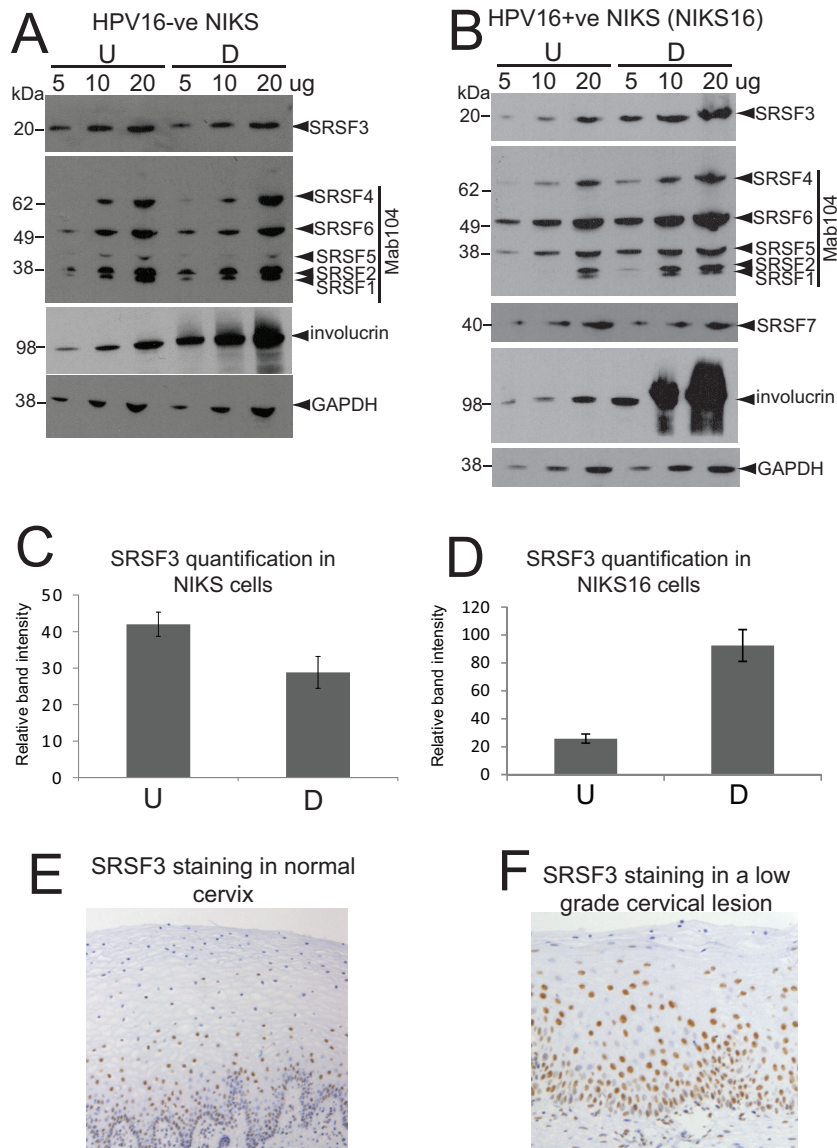 A
HPV16-ve NIKS
U D
5 10 20 5 10 20 ug
kDa
20
SRSF3
62
49
38
SRSF4
SRSF6
SRSF5
SRSF2
SRSF1
Mab104
98
involucrin
38
GAPDH
B
HPV16+ve NIKS (NIKS16)
U D
5 10 20 5 10 20 ug
kDa
20
SRSF3
62
49
38
SRSF4
SRSF6
SRSF5
SRSF2
SRSF1
Mab104
40
SRSF7
98
involucrin
38
GAPDH
C
SRSF3 quantification in
NIKS cells
Relative band intensity
50
40
30
20
10
0
U D
D
SRSF3 quantification in
NIKS16 cells
Relative band intensity
120
100
80
60
40
20
0
U D
E
SRSF3 staining in normal
cervix
F
SRSF3 staining in a low
grade cervical lesion